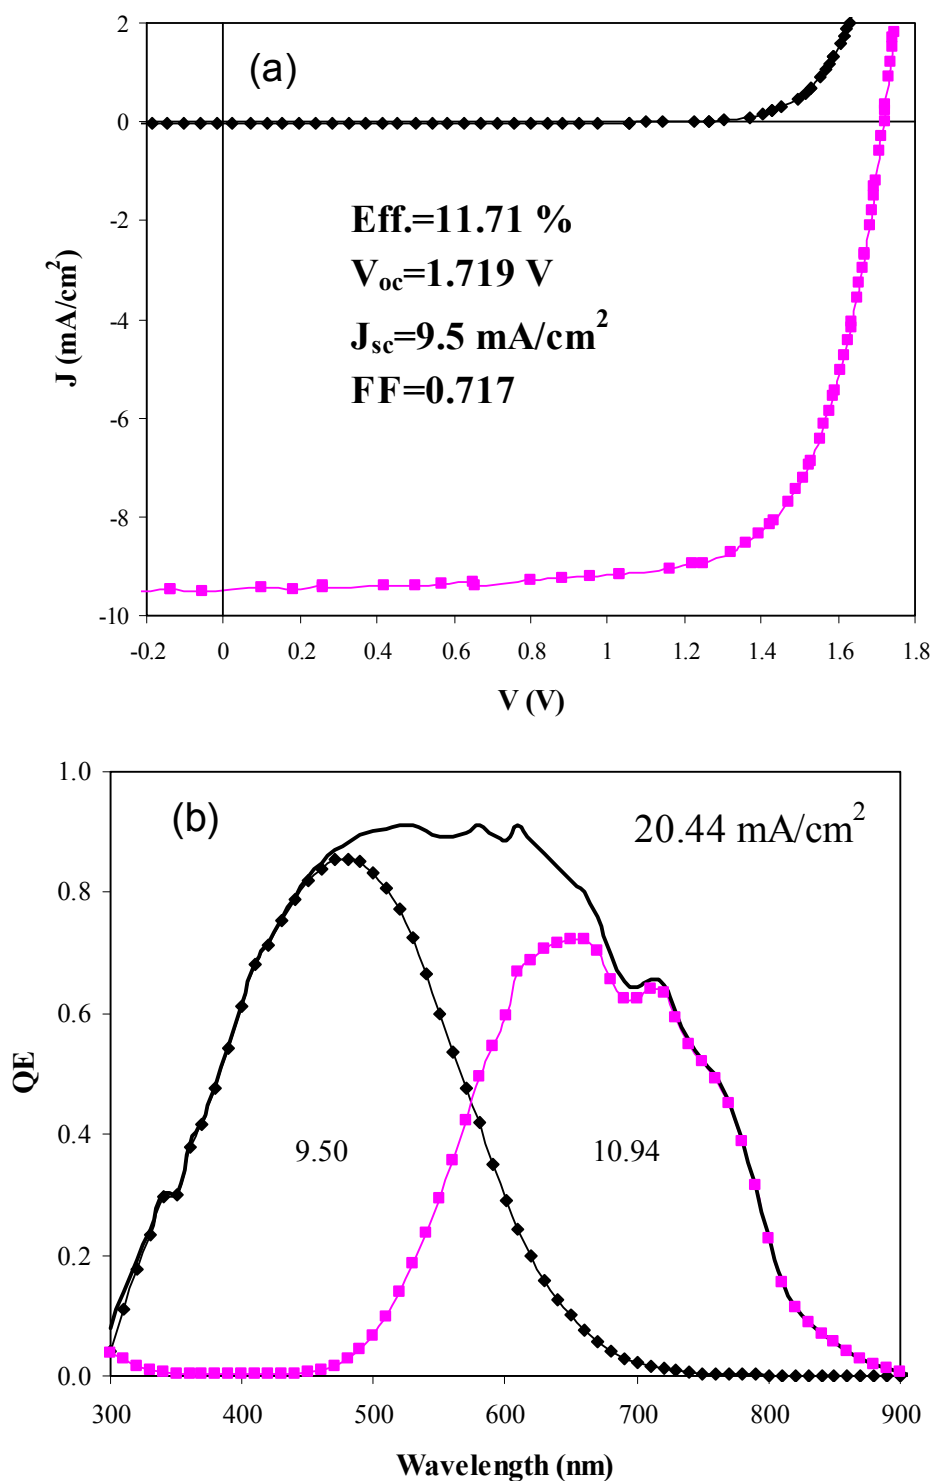 (a)
2
0
-2
-4
-6
-8
-10
J (mA/cm²)
Eff.=11.71 %
Voc=1.719 V
Jsc=9.5 mA/cm²
FF=0.717
-0.2 0 0.2 0.4 0.6 0.8 1 1.2 1.4 1.6 1.8
V (V)
(b)
20.44 mA/cm²
1.0
0.8
0.6
0.4
0.2
0.0
QE
9.50
10.94
300 400 500 600 700 800 900
Wavelength (nm)